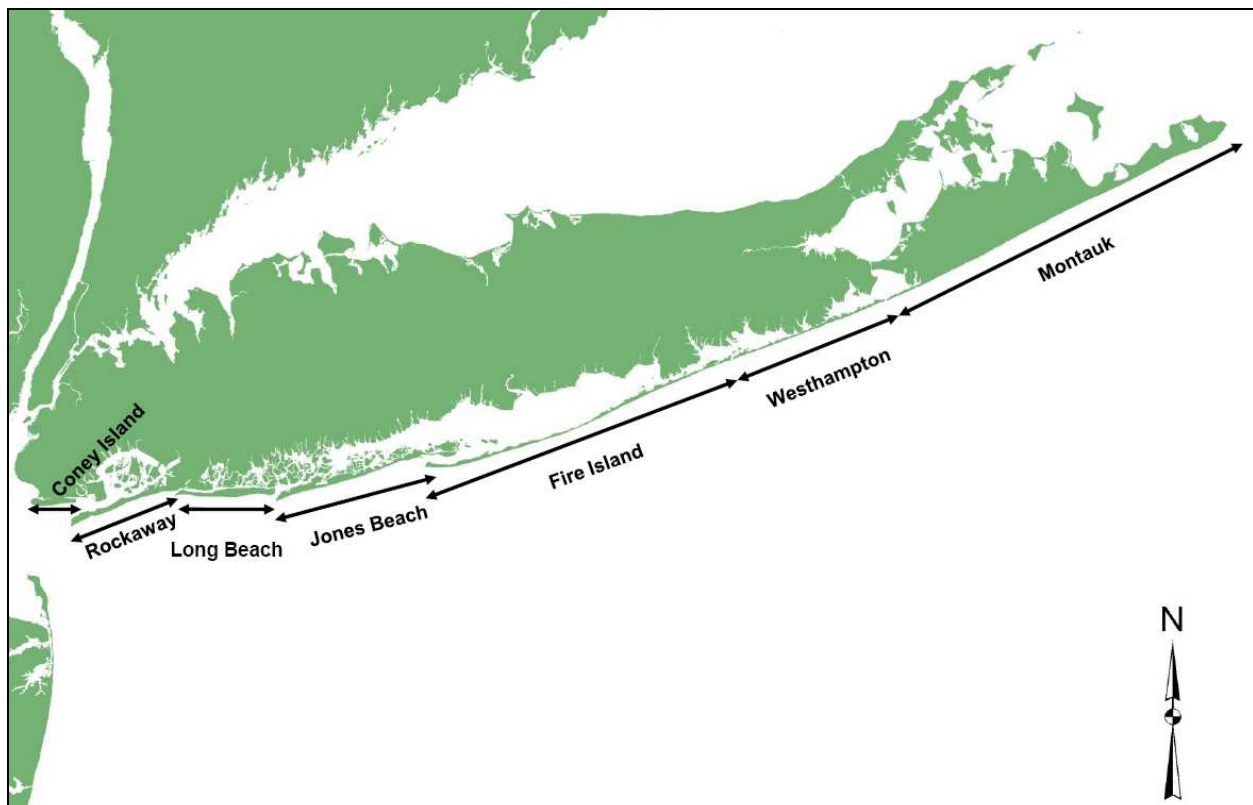 Coney Island
Rockaway
Long Beach
Jones Beach
Fire Island
Westhampton
Montauk
N